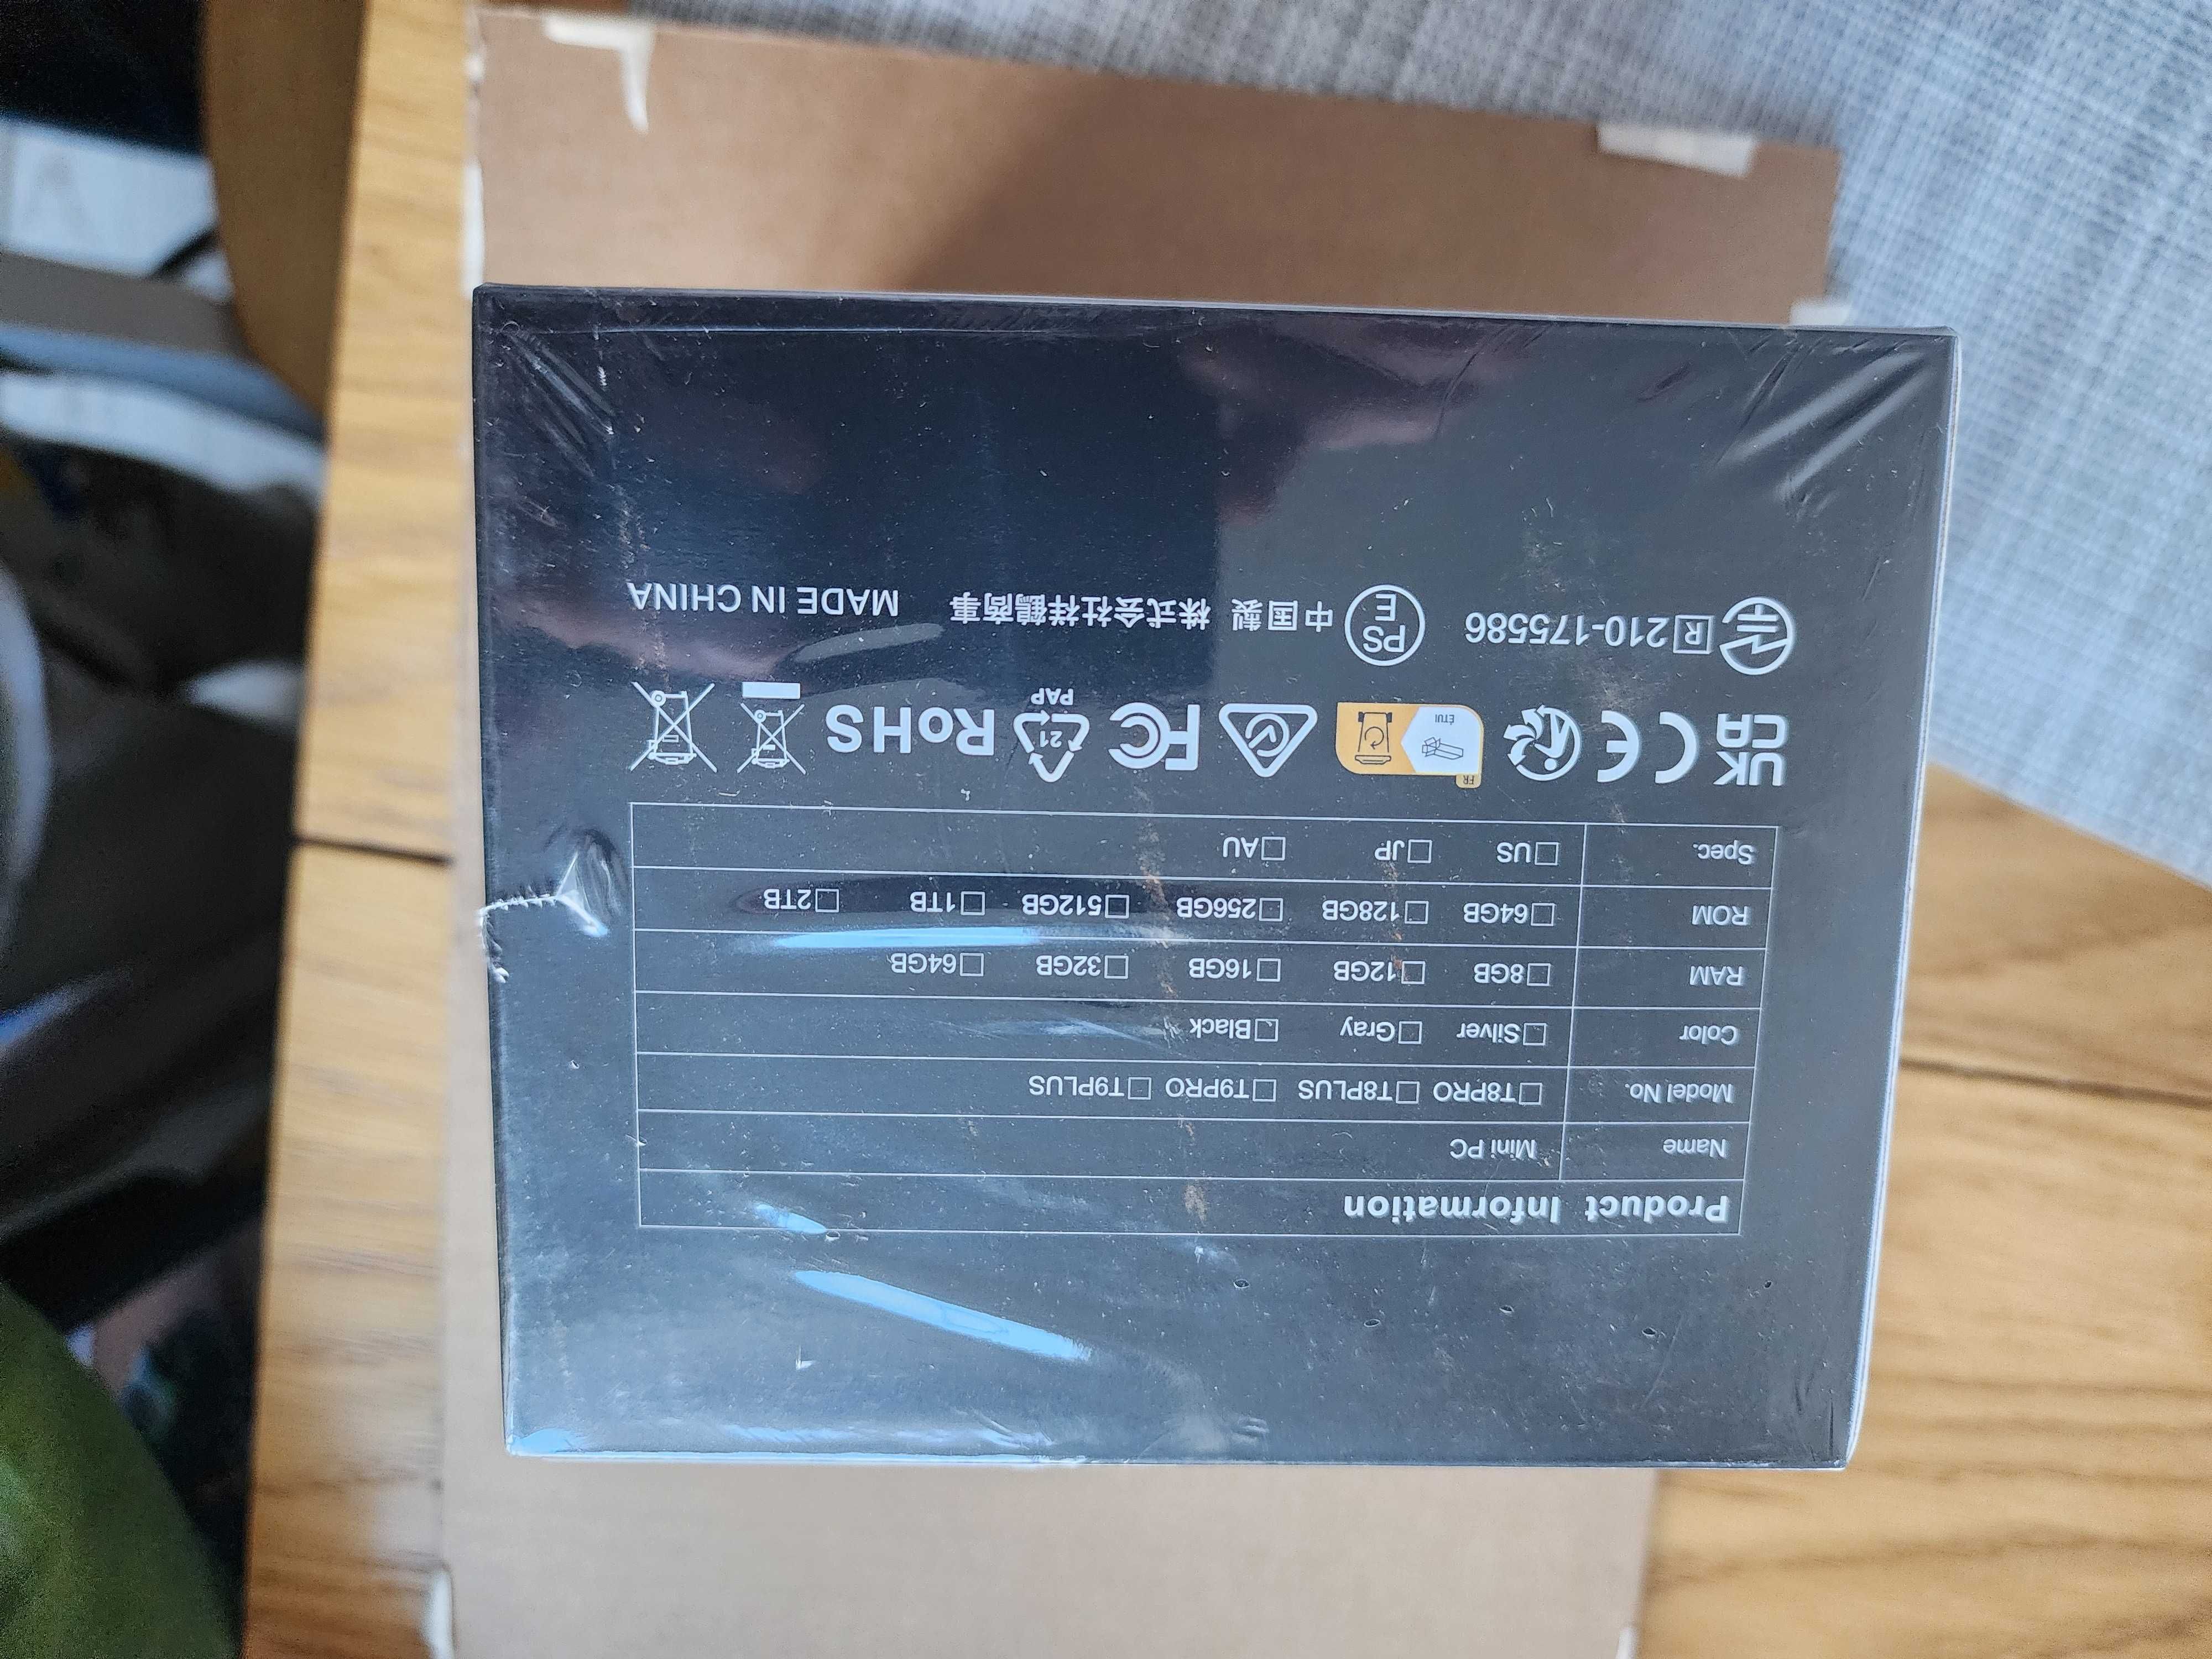 Product Information
Name Mini PC
Model No. □T8PRO □T8PLUS □T9PRO □T9PLUS
Color □Silver □Gray □Black
RAM □8GB □12GB □16GB □32GB □64GB
ROM □64GB □128GB □256GB □512GB □1TB □2TB
Spec. □US □JP □AU
UK CA CE FR ÉTUI FC 21 PAP RoHS
R 210-175586 PS E 中国製 株式会社祥鶴商事 MADE IN CHINA